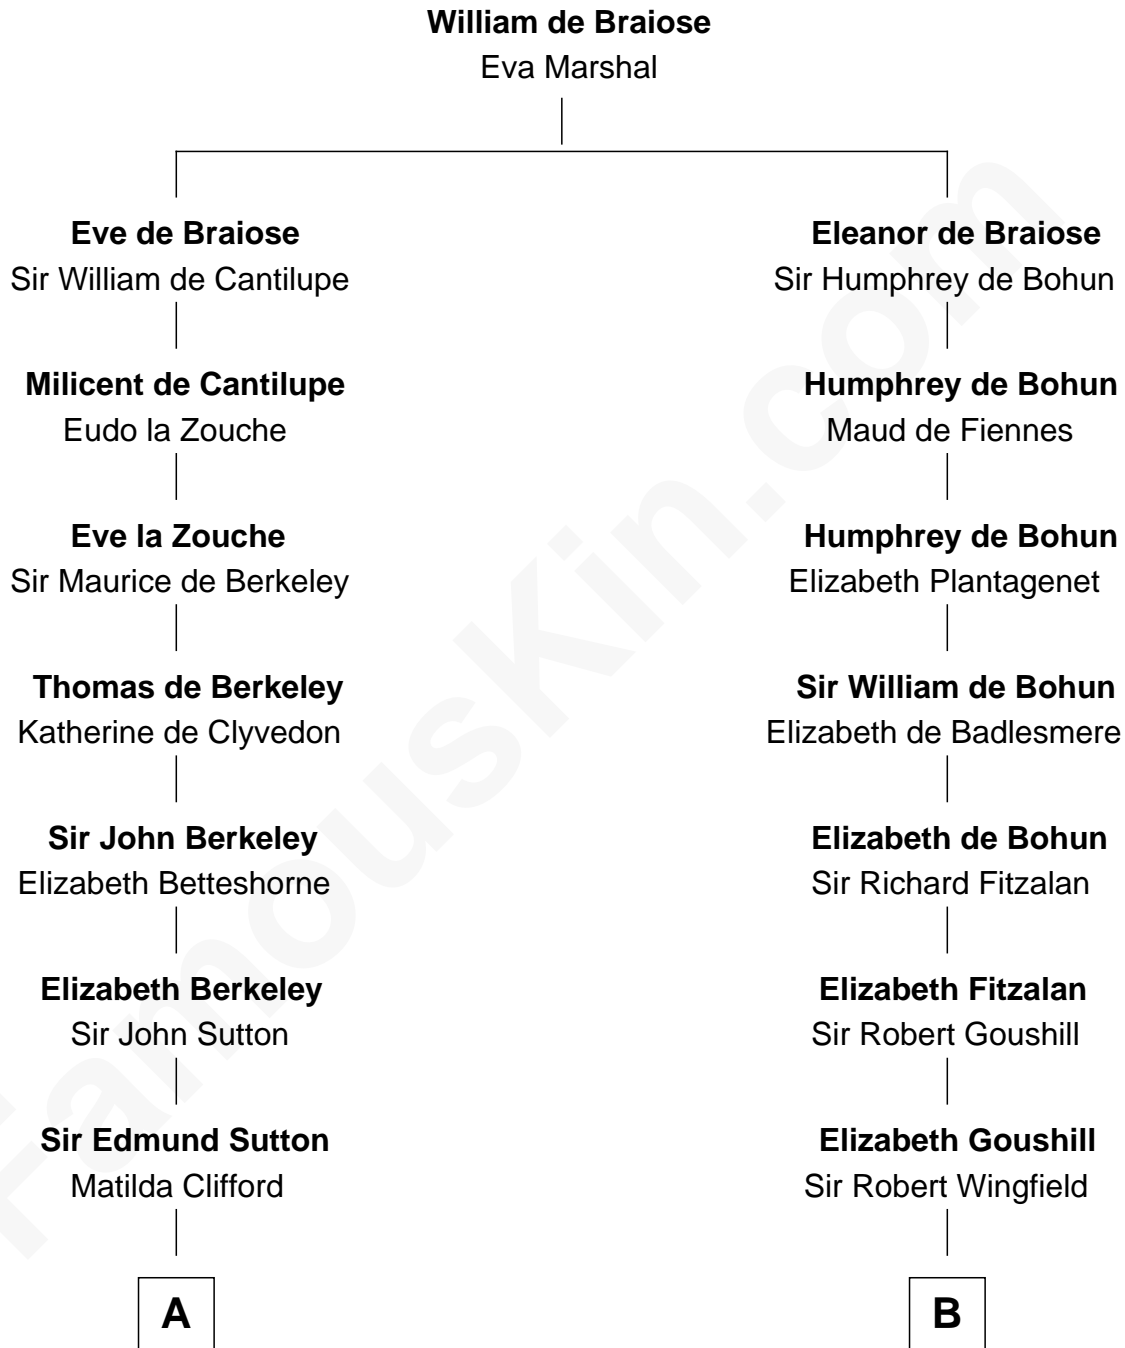 William de Braiose
Eva Marshal
Eve de Braiose
Sir William de Cantilupe
Eleanor de Braiose
Sir Humphrey de Bohun
Milicent de Cantilupe
Eudo la Zouche
Humphrey de Bohun
Maud de Fiennes
Eve la Zouche
Sir Maurice de Berkeley
Humphrey de Bohun
Elizabeth Plantagenet
Thomas de Berkeley
Katherine de Clyvedon
Sir William de Bohun
Elizabeth de Badlesmere
Sir John Berkeley
Elizabeth Betteshorne
Elizabeth de Bohun
Sir Richard Fitzalan
Elizabeth Berkeley
Sir John Sutton
Elizabeth Fitzalan
Sir Robert Goushill
Sir Edmund Sutton
Matilda Clifford
Elizabeth Goushill
Sir Robert Wingfield
A
B
FamousKin.com